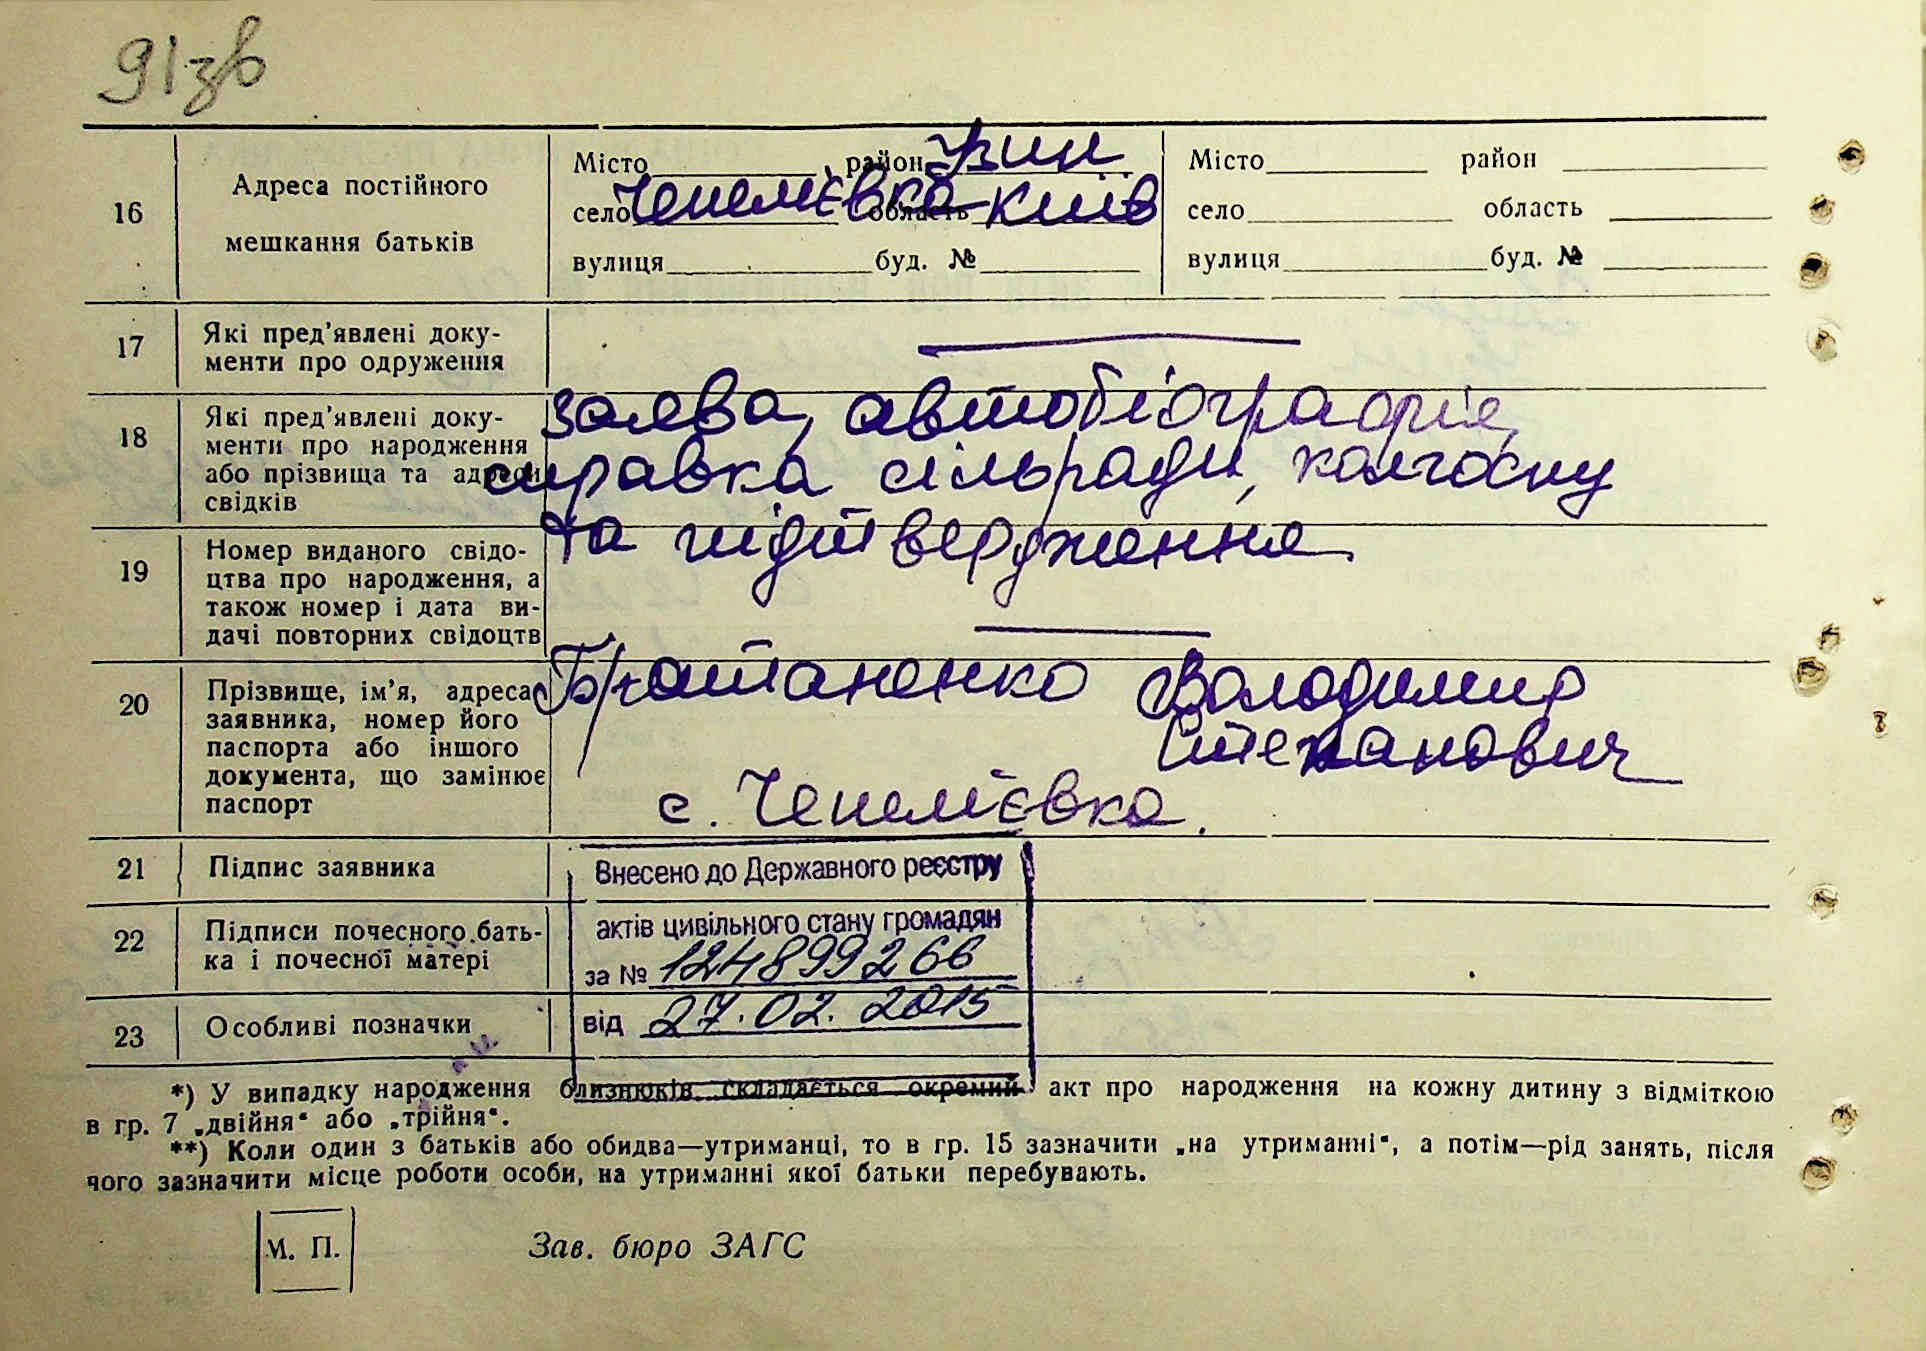 91зв
16 Адреса постійного мешкання батьків
Місто район Узин
село Чепеліївка область Київ
вулиця буд. №
Місто район
село область
вулиця буд. №
17 Які пред'явлені доку-
менти про одруження
18 Які пред'явлені доку-
менти про народження
або прізвища та адреси
свідків
заява, автобіографія,
справка сільради, колгоспу
та підтвердження
19 Номер виданого свідо-
цтва про народження, а
також номер і дата ви-
дачі повторних свідоцтв
20 Прізвище, ім'я, адреса
заявника, номер його
паспорта або іншого
документа, що замінює
паспорт
Братаненко Володимир
Степанович
с. Чепеліївка.
21 Підпис заявника
22 Підписи почесного бать-
ка і почесної матері
23 Особливі позначки
Внесено до Державного реєстру
актів цивільного стану громадян
за № 124899266
від 27.02.2015
*) У випадку народження близнюків складається окремий акт про народження на кожну дитину з відміткою
в гр. 7 „двійня“ або „трійня“.
**) Коли один з батьків або обидва—утриманці, то в гр. 15 зазначити „на утриманні“, а потім—рід занять, після
чого зазначити місце роботи особи, на утриманні якої батьки перебувають.
М. П.
Зав. бюро ЗАГС